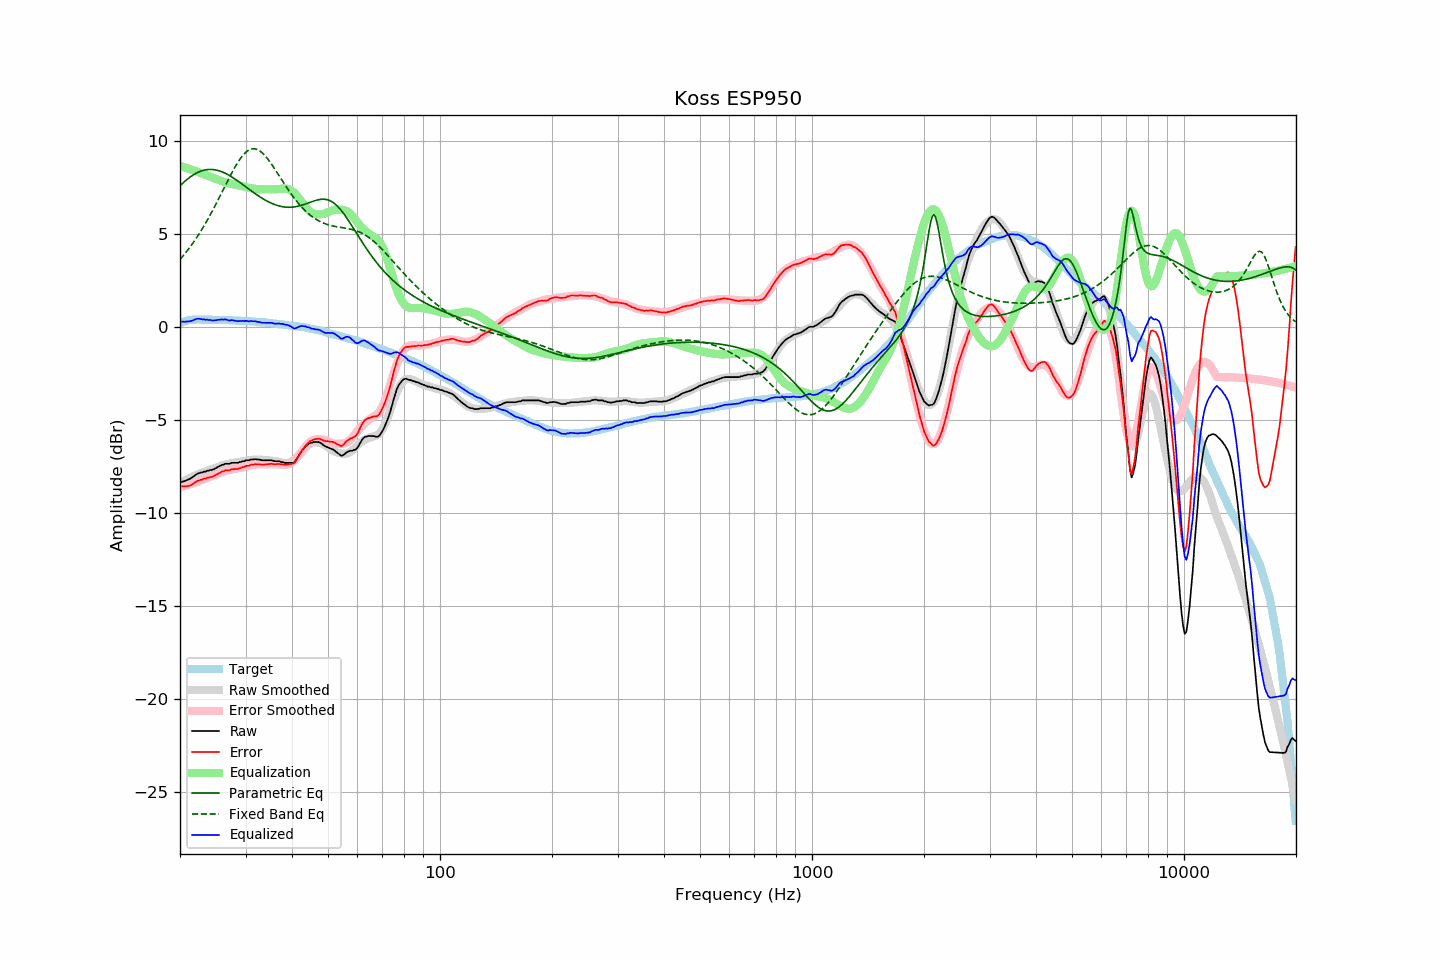 Koss ESP950
Amplitude (dBr)
10
5
0
−5
−10
−15
−20
−25
Target
Raw Smoothed
Error Smoothed
Raw
Error
Equalization
Parametric Eq
Fixed Band Eq
Equalized
100
1000
10000
Frequency (Hz)